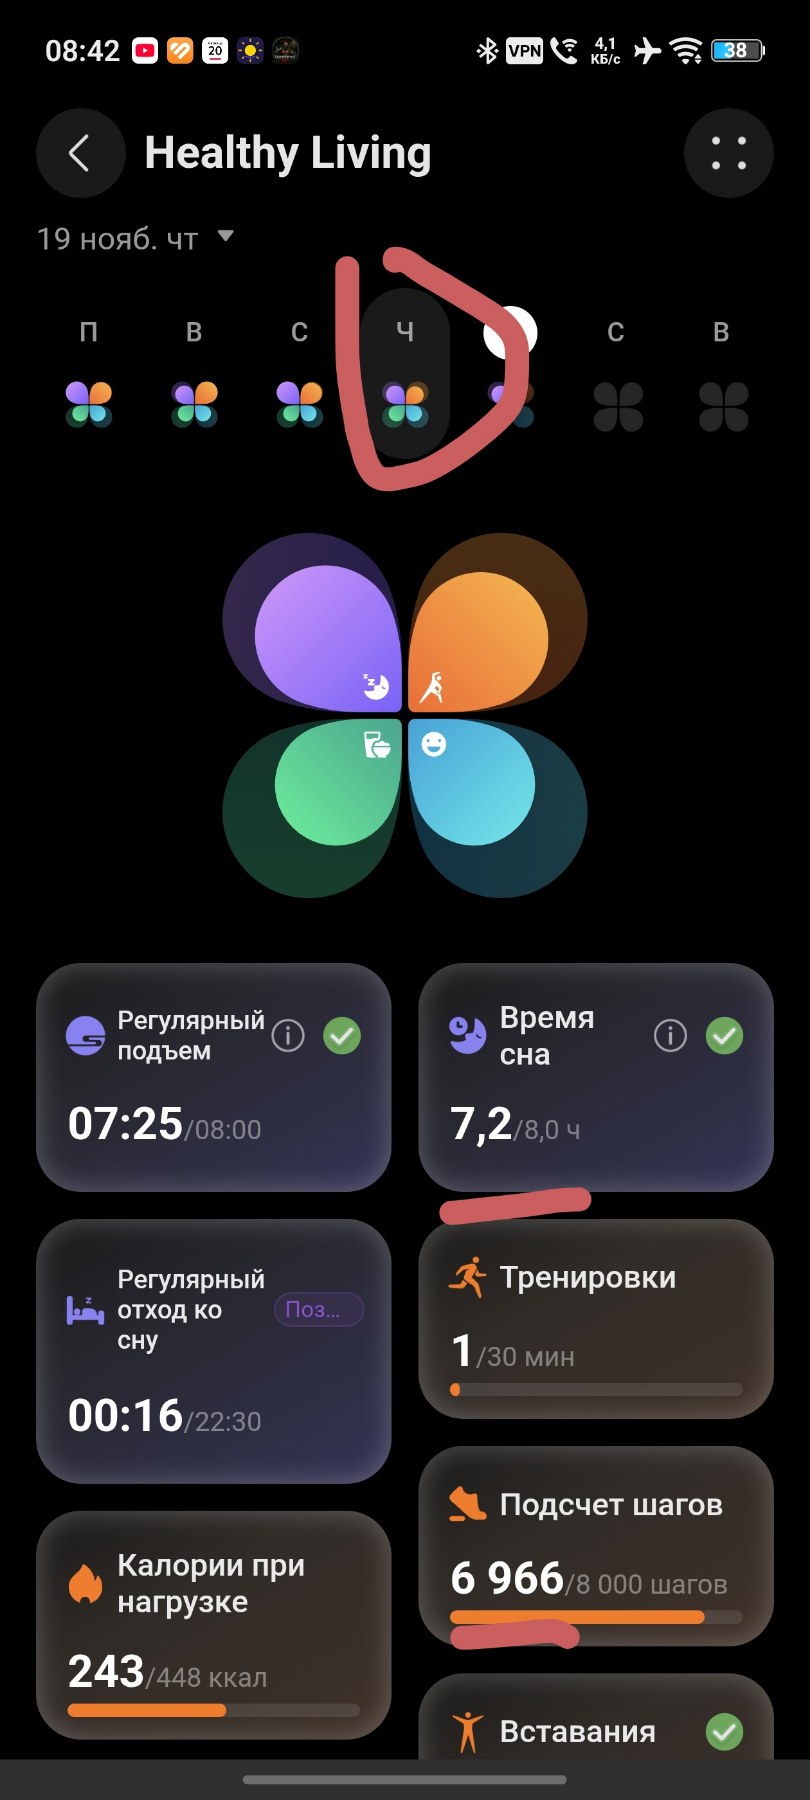 08:42
20
VPN
4,1
КБ/с
38
Healthy Living
19 нояб. чт
П В С Ч С В
Регулярный
подъем
07:25/08:00
Время
сна
7,2/8,0 ч
Регулярный
отход ко
сну
Поз...
00:16/22:30
Тренировки
1/30 мин
Подсчет шагов
6 966/8 000 шагов
Калории при
нагрузке
243/448 ккал
Вставания